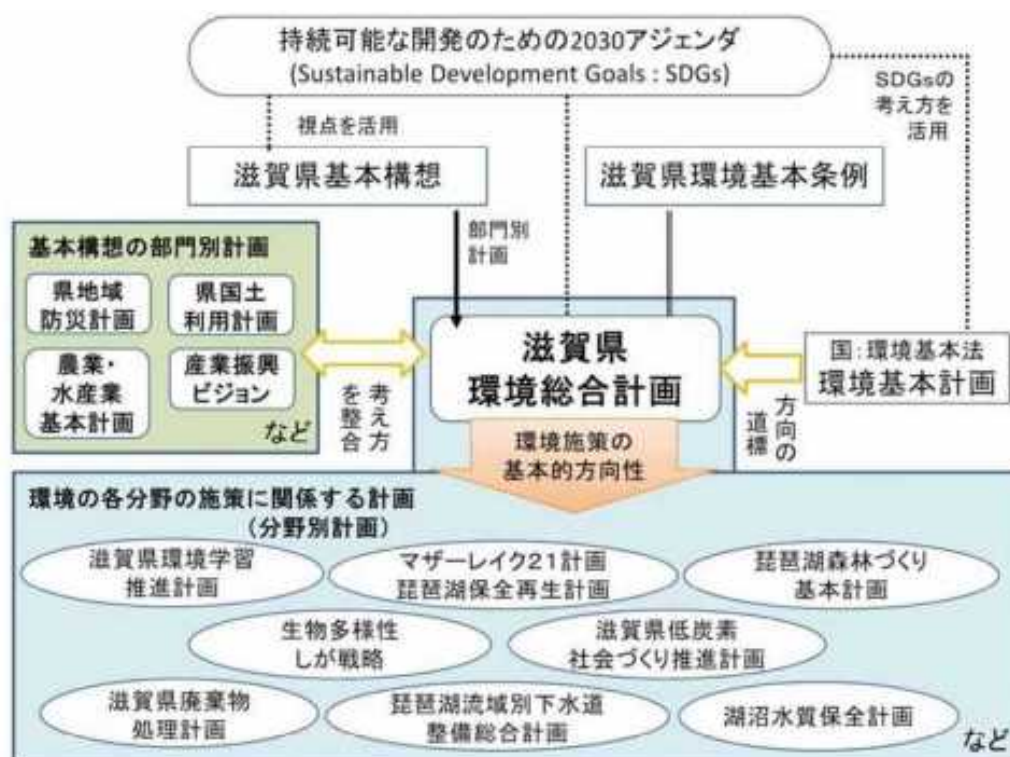 持続可能な開発のための2030アジェンダ
(Sustainable Development Goals : SDGs)
SDGsの
考え方を
活用
視点を活用
滋賀県基本構想
滋賀県環境基本条例
部門別
計画
基本構想の部門別計画
県地域
防災計画
県国土
利用計画
農業・
水産業
基本計画
産業振興
ビジョン
など
考え方
を整合
滋賀県
環境総合計画
国:環境基本法
環境基本計画
方向の
道標
環境施策の
基本的方向性
環境の各分野の施策に関係する計画
(分野別計画)
滋賀県環境学習
推進計画
マザーレイク21計画
琵琶湖保全再生計画
琵琶湖森林づくり
基本計画
生物多様性
しが戦略
滋賀県低炭素
社会づくり推進計画
滋賀県廃棄物
処理計画
琵琶湖流域別下水道
整備総合計画
湖沼水質保全計画
など